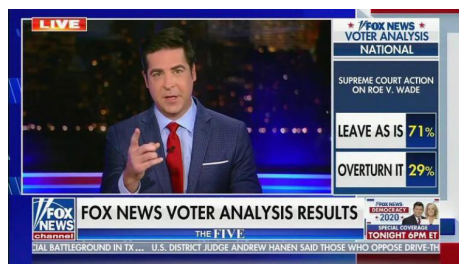 LIVE
FOX NEWS
VOTER ANALYSIS
NATIONAL
SUPREME COURT ACTION
ON ROE V. WADE
LEAVE AS IS 71%
OVERTURN IT 29%
FOX
NEWS
channel
FOX NEWS VOTER ANALYSIS RESULTS
THE FIVE
FOX NEWS
DEMOCRACY
2020
SPECIAL COVERAGE
TONIGHT 6PM ET
CIAL BATTLEGROUND IN TX... U.S. DISTRICT JUDGE ANDREW HANEN SAID THOSE WHO OPPOSE DRIVE-TH